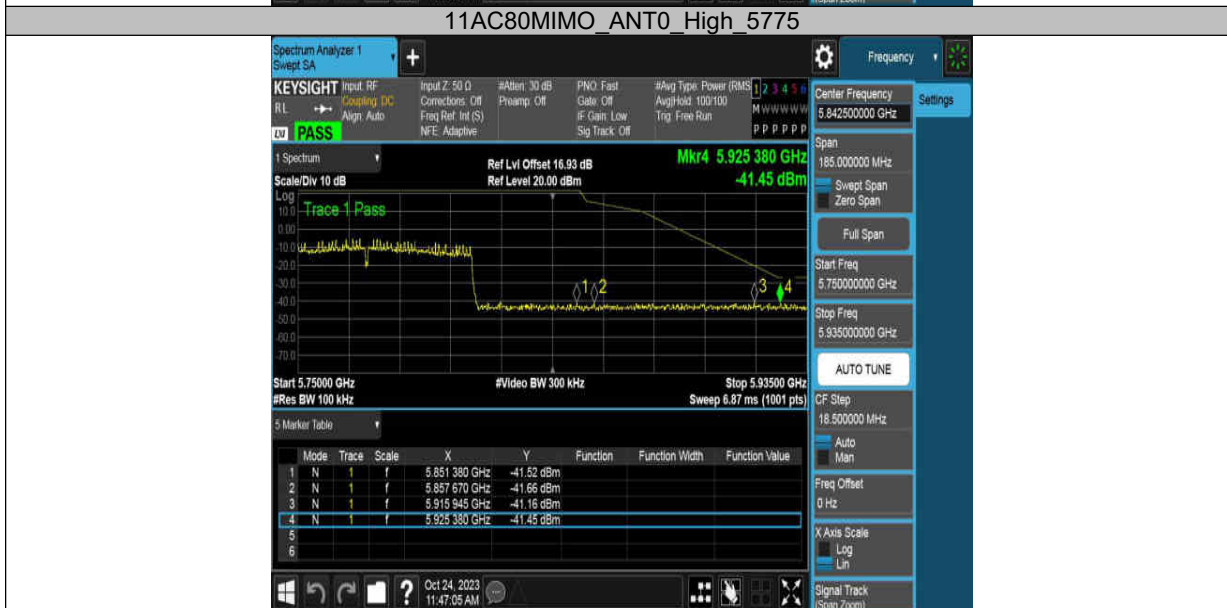 (Span Zoom)
11AC80MIMO_ANT0_High_5775
Spectrum Analyzer 1
Swept SA
+
Frequency
KEYSIGHT
RL
LXI
PASS
Input: RF
Coupling: DC
Align: Auto
Input Z: 50 Ω
Corrections: Off
Freq Ref: Int (S)
NFE: Adaptive
#Atten: 30 dB
Preamp: Off
PNO: Fast
Gate: Off
IF Gain: Low
Sig Track: Off
#Avg Type: Power (RMS
Avg|Hold: 100/100
Trig: Free Run
1 2 3 4 5 6
M W W W W W
P P P P P P
Center Frequency
5.842500000 GHz
Settings
Span
185.000000 MHz
Swept Span
Zero Span
Full Span
Start Freq
5.750000000 GHz
Stop Freq
5.935000000 GHz
AUTO TUNE
CF Step
18.500000 MHz
Auto
Man
Freq Offset
0 Hz
X Axis Scale
Log
Lin
Signal Track
(Span Zoom)
1 Spectrum
Scale/Div 10 dB
Ref Lvl Offset 16.93 dB
Ref Level 20.00 dBm
Mkr4 5.925 380 GHz
-41.45 dBm
Log
Trace 1 Pass
10.0
0.00
-10.0
-20.0
-30.0
-40.0
-50.0
-60.0
-70.0
1 2 3 4
Start 5.75000 GHz
#Video BW 300 kHz
Stop 5.93500 GHz
#Res BW 100 kHz
Sweep 6.87 ms (1001 pts)
5 Marker Table
Mode Trace Scale X Y Function Function Width Function Value
1 N 1 f 5.851 380 GHz -41.52 dBm
2 N 1 f 5.857 670 GHz -41.66 dBm
3 N 1 f 5.915 945 GHz -41.16 dBm
4 N 1 f 5.925 380 GHz -41.45 dBm
5
6
?
Oct 24, 2023
11:47:05 AM